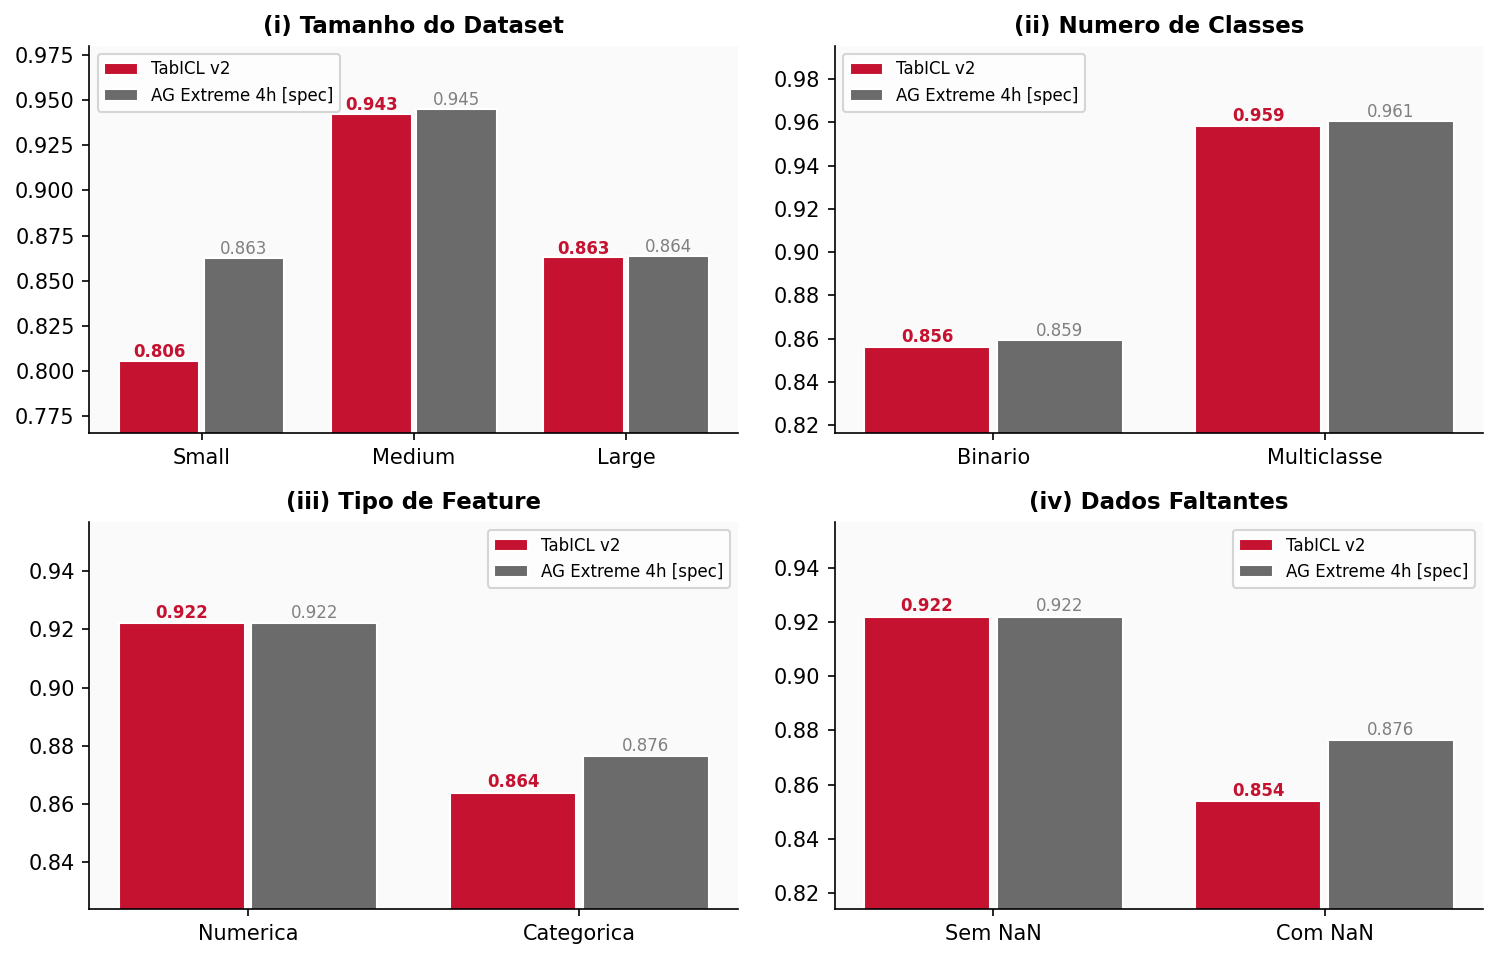 (i) Tamanho do Dataset
0.975
0.950
0.925
0.900
0.875
0.850
0.825
0.800
0.775
TabICL v2
AG Extreme 4h [spec]
0.806
0.863
0.943
0.945
0.863
0.864
Small
Medium
Large
(ii) Numero de Classes
0.98
0.96
0.94
0.92
0.90
0.88
0.86
0.84
0.82
TabICL v2
AG Extreme 4h [spec]
0.856
0.859
0.959
0.961
Binario
Multiclasse
(iii) Tipo de Feature
0.94
0.92
0.90
0.88
0.86
0.84
TabICL v2
AG Extreme 4h [spec]
0.922
0.922
0.864
0.876
Numerica
Categorica
(iv) Dados Faltantes
0.94
0.92
0.90
0.88
0.86
0.84
0.82
TabICL v2
AG Extreme 4h [spec]
0.922
0.922
0.854
0.876
Sem NaN
Com NaN